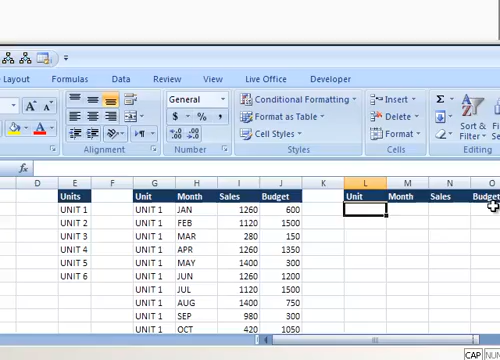 Layout Formulas Data Review View Live Office Developer
A A General Conditional Formatting Insert Σ
$ % , Format as Table Delete
A .0 .00 .00 .0 Cell Styles Format Sort & Filter
Alignment Number Styles Cells
fx
D E F G H I J K L M N O
Units Unit Month Sales Budget Unit Month Sales Budget
UNIT 1 UNIT 1 JAN 1260 600
UNIT 2 UNIT 1 FEB 1120 1500
UNIT 3 UNIT 1 MAR 280 150
UNIT 4 UNIT 1 APR 1260 1350
UNIT 5 UNIT 1 MAY 1400 300
UNIT 6 UNIT 1 JUN 1260 1200
UNIT 1 JUL 1120 1500
UNIT 1 AUG 1400 750
UNIT 1 SEP 980 300
UNIT 1 OCT 420 1050
CAP NUM